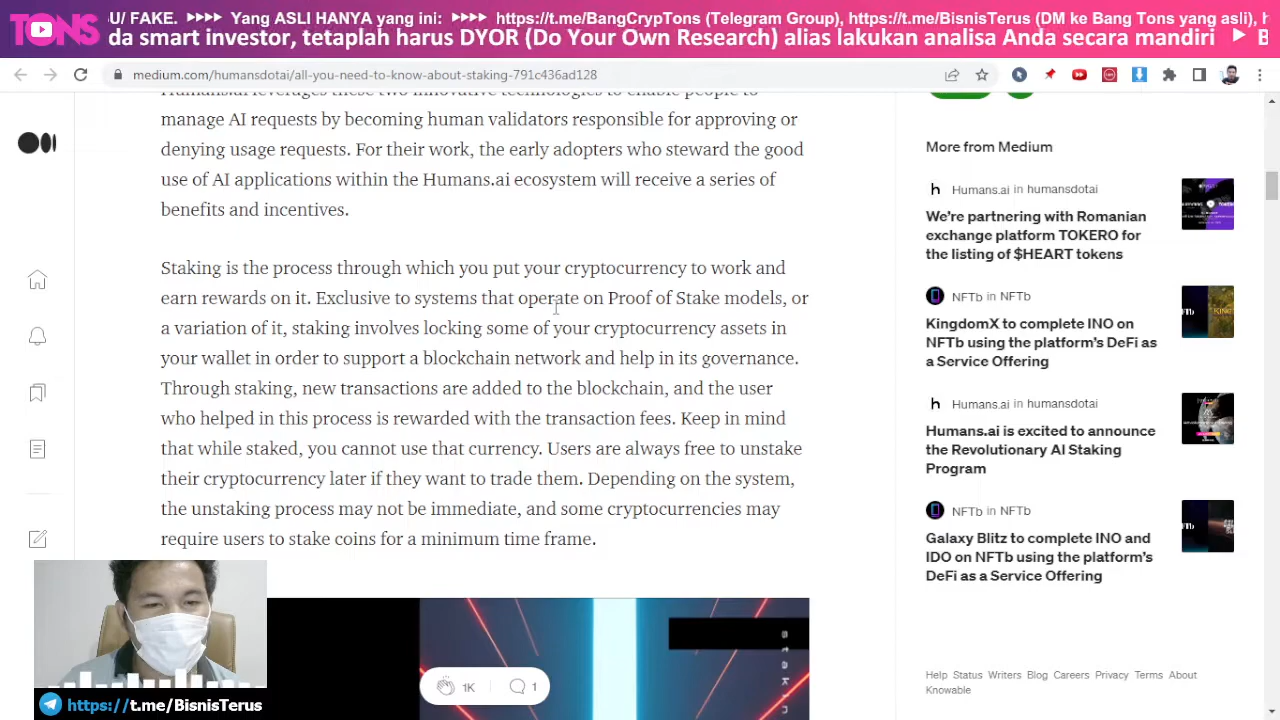 U/ FAKE. Yang ASLI HANYA yang ini: https://t.me/BangCrypTons (Telegram Group), https://t.me/BisnisTerus (DM ke Bang Tons yang asli),
TONS
da smart investor, tetaplah harus DYOR (Do Your Own Research) alias lakukan analisa Anda secara mandiri
medium.com/humansdotai/all-you-need-to-know-about-staking-791c436ad128
Humans.ai leverages these two innovative technologies to enable people to
manage AI requests by becoming human validators responsible for approving or
denying usage requests. For their work, the early adopters who steward the good
use of AI applications within the Humans.ai ecosystem will receive a series of
benefits and incentives.
Staking is the process through which you put your cryptocurrency to work and
earn rewards on it. Exclusive to systems that operate on Proof of Stake models, or
a variation of it, staking involves locking some of your cryptocurrency assets in
your wallet in order to support a blockchain network and help in its governance.
Through staking, new transactions are added to the blockchain, and the user
who helped in this process is rewarded with the transaction fees. Keep in mind
that while staked, you cannot use that currency. Users are always free to unstake
their cryptocurrency later if they want to trade them. Depending on the system,
the unstaking process may not be immediate, and some cryptocurrencies may
require users to stake coins for a minimum time frame.
stakin
1K
1
More from Medium
Humans.ai in humansdotai
We're partnering with Romanian
exchange platform TOKERO for
the listing of $HEART tokens
NFTb in NFTb
KingdomX to complete INO on
NFTb using the platform's DeFi as
a Service Offering
Humans.ai in humansdotai
Humans.ai is excited to announce
the Revolutionary AI Staking
Program
NFTb in NFTb
Galaxy Blitz to complete INO and
IDO on NFTb using the platform's
DeFi as a Service Offering
Help Status Writers Blog Careers Privacy Terms About
Knowable
https://t.me/BisnisTerus